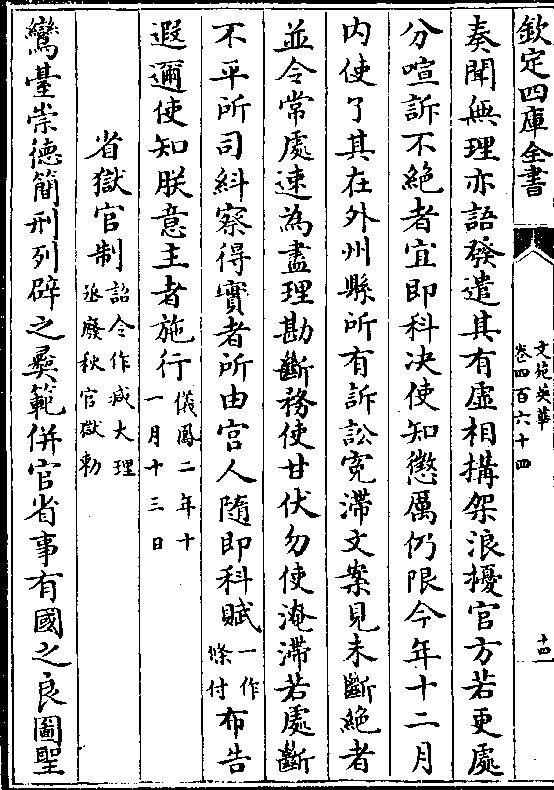 欽定四庫全書
文苑英華
卷四百六十四
十四
奏聞無理亦語發遣其有虛相搆架浪擾官方若更處
分喧訴不絶者宜即科决使知懲厲仍限今年十二月
内使了其在外州縣所有訴訟寃滯文案見未斷絶者
並令常處速為盡理勘斷務使甘伏勿使淹滯若處斷
不平所司糾察得實者所由官人隨即科賦一作條付布告
遐邇使知朕意主者施行儀鳳二年十一月十三日
省獄官制詔令作减大理丞廢秋官獄勅
鸞臺崇德簡刑列辟之彝範併官省事有國之良圖聖